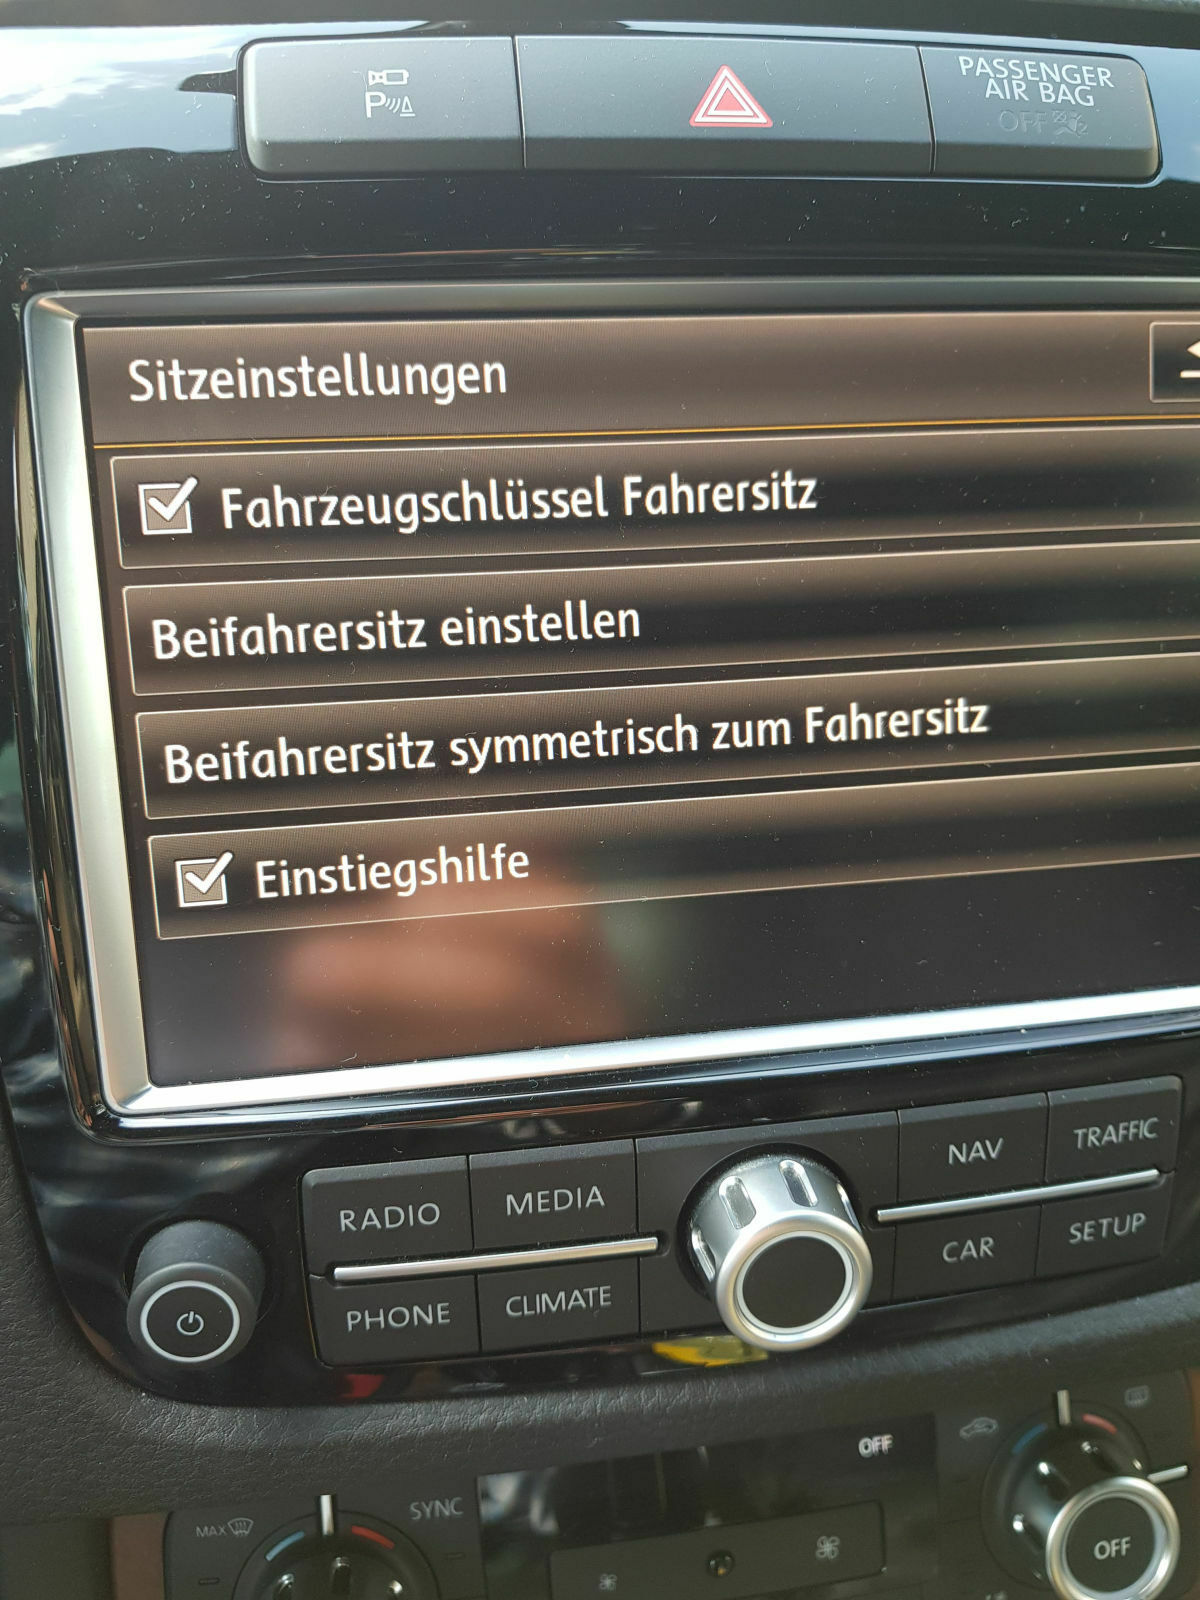 P
PASSENGER
AIR BAG
OFF
Sitzeinstellungen
Fahrzeugschlüssel Fahrersitz
Beifahrersitz einstellen
Beifahrersitz symmetrisch zum Fahrersitz
Einstiegshilfe
RADIO
MEDIA
NAV
TRAFFIC
PHONE
CLIMATE
CAR
SETUP
OFF
MAX
SYNC
OFF